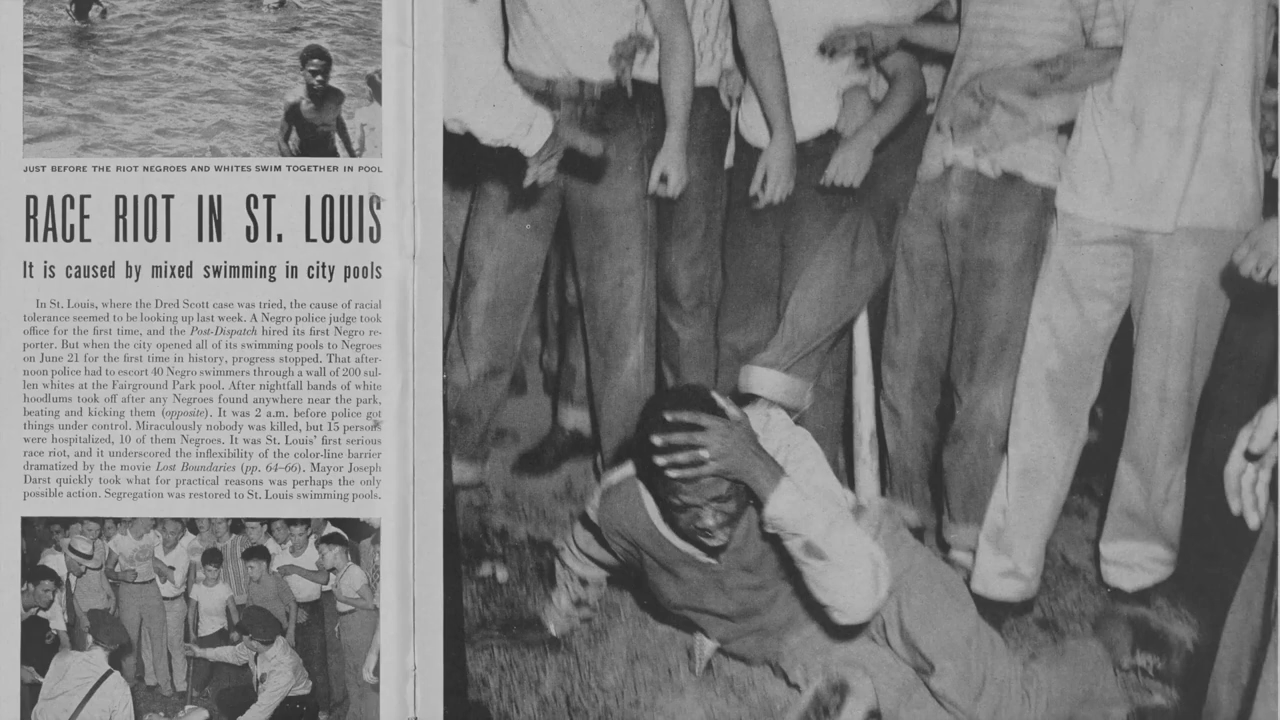 JUST BEFORE THE RIOT NEGROES AND WHITES SWIM TOGETHER IN POOL
RACE RIOT IN ST. LOUIS
It is caused by mixed swimming in city pools
In St. Louis, where the Dred Scott case was tried, the cause of racial
tolerance seemed to be looking up last week. A Negro police judge took
office for the first time, and the Post-Dispatch hired its first Negro re-
porter. But when the city opened all of its swimming pools to Negroes
on June 21 for the first time in history, progress stopped. That after-
noon police had to escort 40 Negro swimmers through a wall of 200 sul-
len whites at the Fairground Park pool. After nightfall bands of white
hoodlums took off after any Negroes found anywhere near the park,
beating and kicking them (opposite). It was 2 a.m. before police got
things under control. Miraculously nobody was killed, but 15 persons
were hospitalized, 10 of them Negroes. It was St. Louis' first serious
race riot, and it underscored the inflexibility of the color-line barrier
dramatized by the movie Lost Boundaries (pp. 64–66). Mayor Joseph
Darst quickly took what for practical reasons was perhaps the only
possible action. Segregation was restored to St. Louis swimming pools.